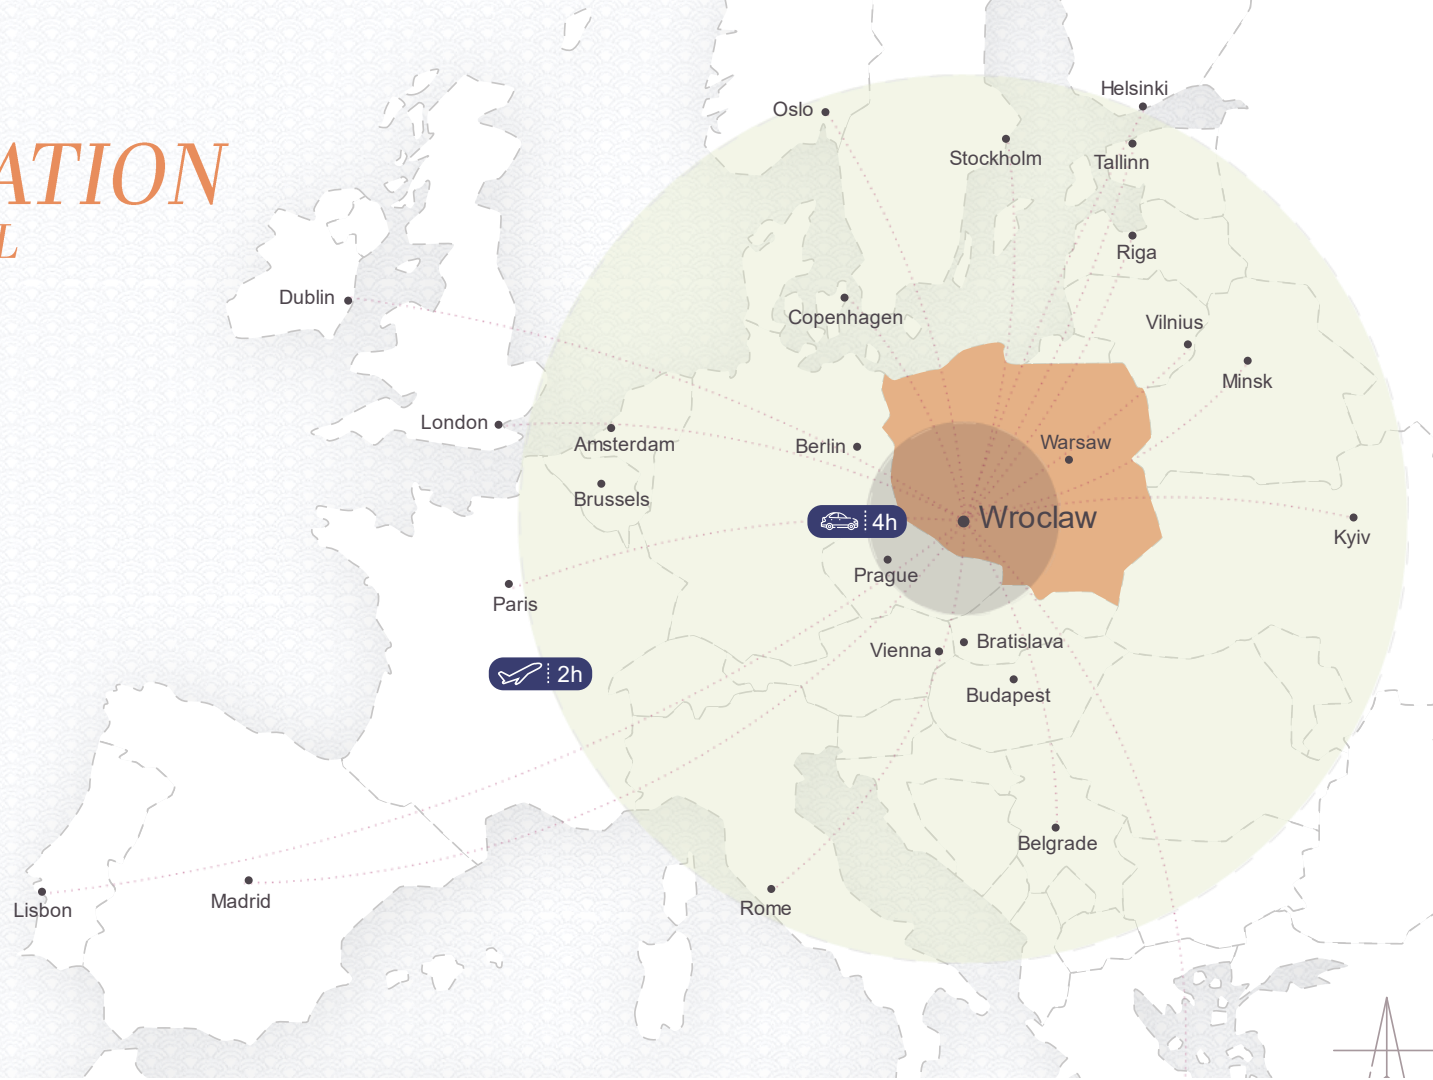 ATION
L
Helsinki
Oslo
Stockholm
Tallinn
Riga
Dublin
Copenhagen
Vilnius
Minsk
London
Amsterdam
Berlin
Warsaw
Brussels
4h
Wroclaw
Kyiv
Prague
Paris
Vienna
Bratislava
2h
Budapest
Belgrade
Lisbon
Madrid
Rome